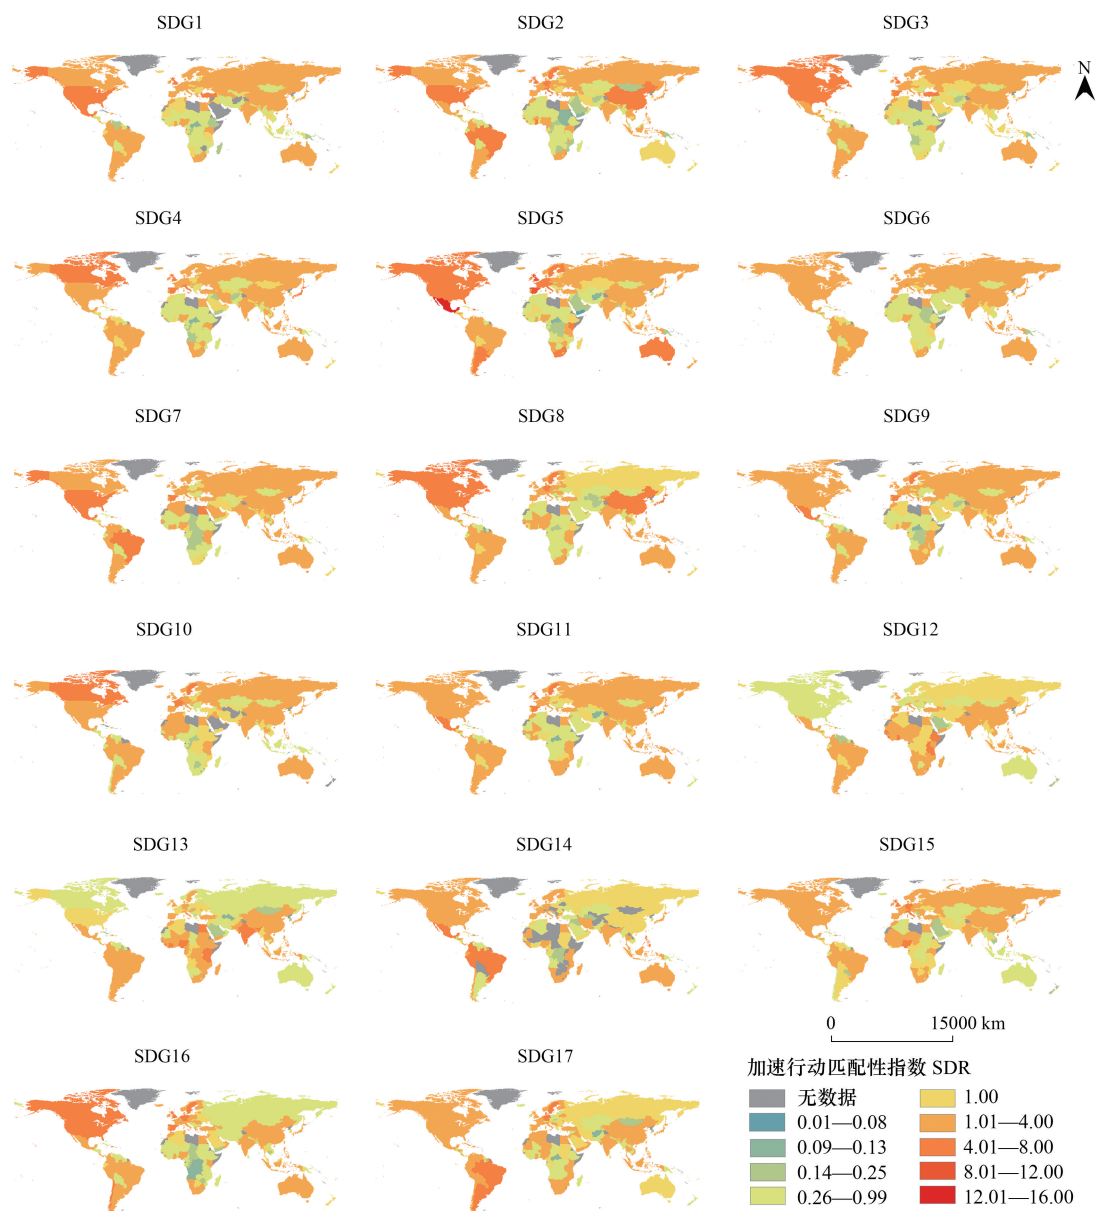 SDG1
SDG2
SDG3
N
SDG4
SDG5
SDG6
SDG7
SDG8
SDG9
SDG10
SDG11
SDG12
SDG13
SDG14
SDG15
0 15000 km
SDG16
SDG17
加速行动匹配性指数 SDR
无数据
0.01—0.08
0.09—0.13
0.14—0.25
0.26—0.99
1.00
1.01—4.00
4.01—8.00
8.01—12.00
12.01—16.00